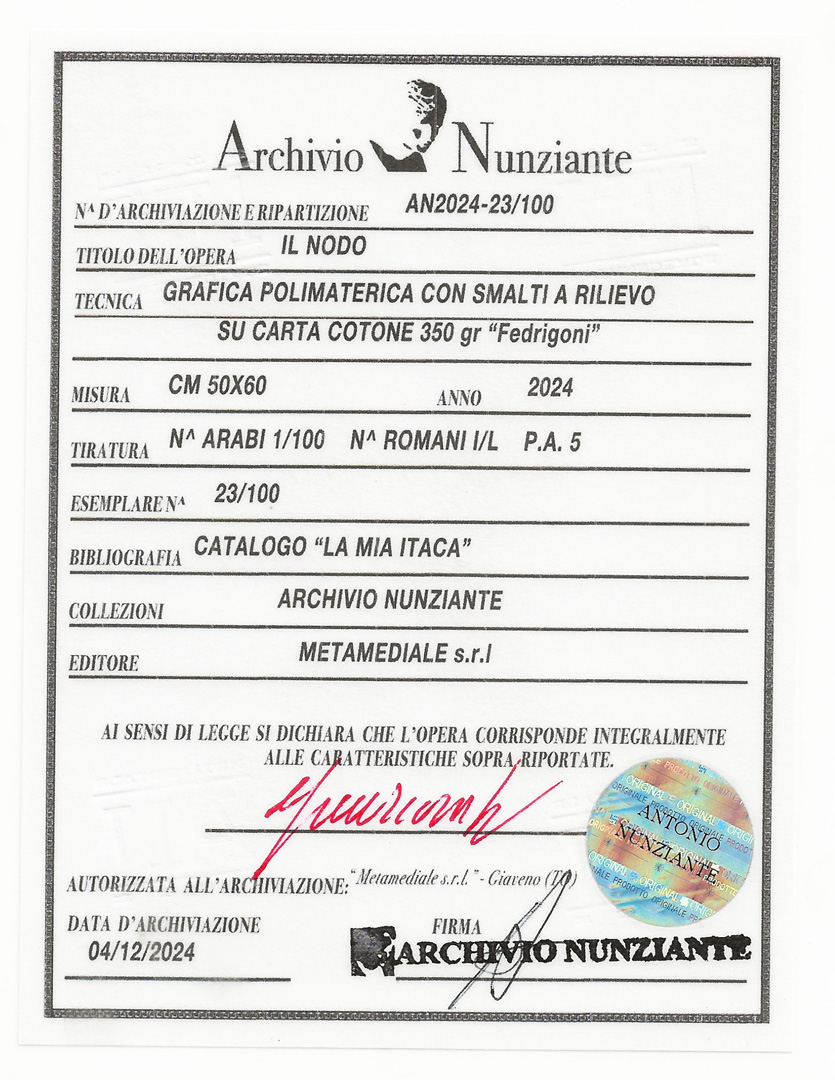 Archivio Nunziante
N^ D'ARCHIVIAZIONE E RIPARTIZIONE AN2024-23/100
TITOLO DELL'OPERA IL NODO
TECNICA GRAFICA POLIMATERICA CON SMALTI A RILIEVO
SU CARTA COTONE 350 gr "Fedrigoni"
MISURA CM 50X60 ANNO 2024
TIRATURA N^ ARABI 1/100 N^ ROMANI I/L P.A. 5
ESEMPLARE N^ 23/100
BIBLIOGRAFIA CATALOGO "LA MIA ITACA"
COLLEZIONI ARCHIVIO NUNZIANTE
EDITORE METAMEDIALE s.r.l
AI SENSI DI LEGGE SI DICHIARA CHE L'OPERA CORRISPONDE INTEGRALMENTE
ALLE CARATTERISTICHE SOPRA RIPORTATE.
ANTONIO
NUNZIANTE
AUTORIZZATA ALL'ARCHIVIAZIONE: "Metamediale s.r.l." - Giaveno (TO)
DATA D'ARCHIVIAZIONE FIRMA
04/12/2024 ARCHIVIO NUNZIANTE